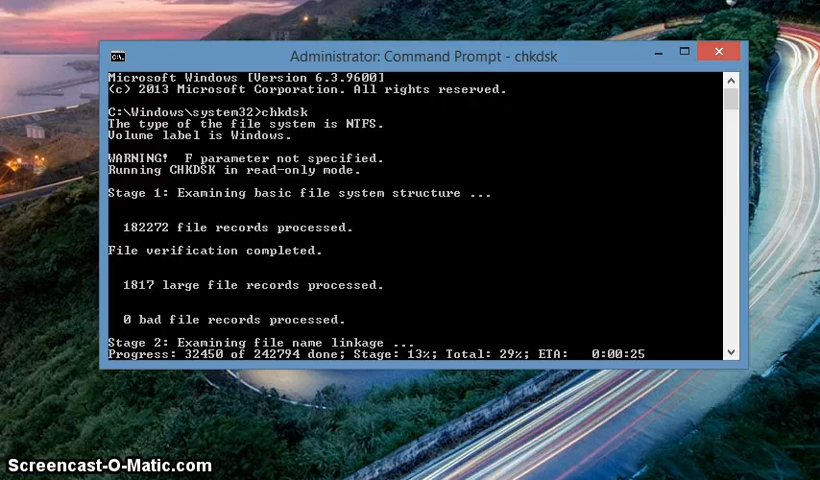 Administrator: Command Prompt - chkdsk
Microsoft Windows [Version 6.3.9600]
(c) 2013 Microsoft Corporation. All rights reserved.
C:\Windows\system32>chkdsk
The type of the file system is NTFS.
Volume label is Windows.
WARNING!  F parameter not specified.
Running CHKDSK in read-only mode.
Stage 1: Examining basic file system structure ...
182272 file records processed.
File verification completed.
1817 large file records processed.
0 bad file records processed.
Stage 2: Examining file name linkage ...
Progress: 32450 of 242794 done; Stage: 13%; Total: 29%; ETA:   0:00:25
Screencast-O-Matic.com